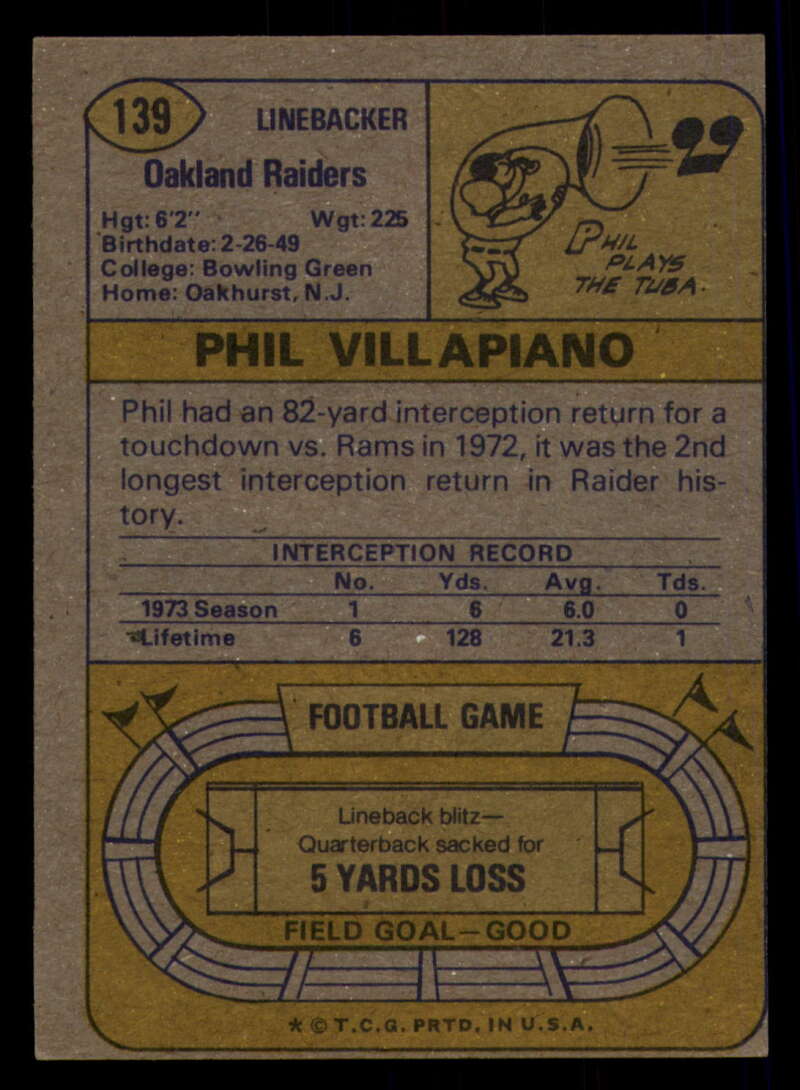 139
LINEBACKER
Oakland Raiders
Hgt: 6'2" Wgt: 225
Birthdate: 2-26-49
College: Bowling Green
Home: Oakhurst, N.J.
PHIL
PLAYS
THE TUBA.
PHIL VILLAPIANO
Phil had an 82-yard interception return for a
touchdown vs. Rams in 1972, it was the 2nd
longest interception return in Raider his-
tory.
INTERCEPTION RECORD
No. Yds. Avg. Tds.
1973 Season 1 6 6.0 0
Lifetime 6 128 21.3 1
FOOTBALL GAME
Lineback blitz—
Quarterback sacked for
5 YARDS LOSS
FIELD GOAL—GOOD
* © T.C.G. PRTD. IN U.S.A.